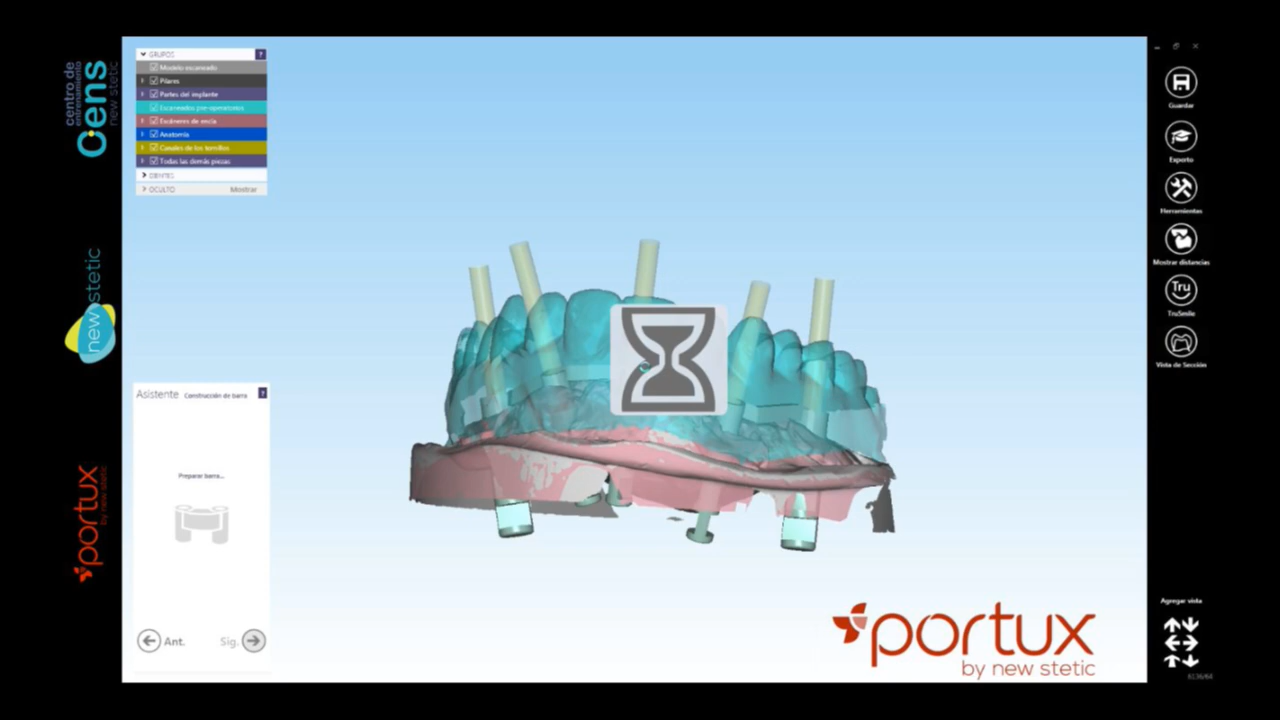 centro de
entrenamiento
cens
new stetic
new stetic
portux
by new stetic
GRUPOS
?
Modelo escaneado
Pilares
Partes del implante
Escaneados pre-operatorios
Escáneres de encía
Anatomía
Canales de los tornillos
Todas las demás piezas
DIENTES
OCULTO Mostrar
Asistente Construcción de barra ?
Preparar barra...
Ant. Sig.
Guardar
Experto
Herramientas
Mostrar distancias
Tru
TruSmile
Vista de Sección
Agregar vista
portux
by new stetic